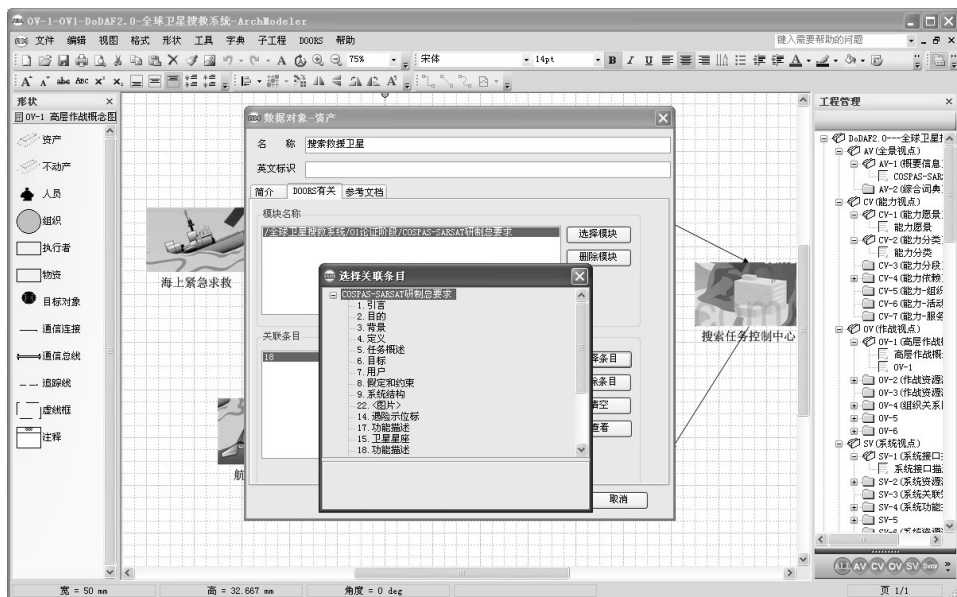 OV-1-OV1-DoDAF2.0-全球卫星搜救系统-ArchModeler
文件 编辑 视图 格式 形状 工具 字典 子工程 DOORS 帮助
键入需要帮助的问题
75% 宋体 14pt B I U
形状
OV-1 高层作战概念图
资产
不动产
人员
组织
执行者
物资
目标对象
通信连接
通信总线
追踪线
虚线框
注释
海上紧急求救
航
搜索任务控制中心
数据对象-资产
名 称 搜索救援卫星
英文标识
简介 DOORS有关 参考文档
模块名称
/全球卫星搜救系统/01论证阶段/COSPAS-SARSAT研制总要求
选择模块
删除模块
关联条目
18
择条目
除条目
清空
查看
取消
选择关联条目
COSPAS-SARSAT研制总要求
1.引言
2.目的
3.背景
4.定义
5.任务概述
6.目标
7.用户
8.假定和约束
9.系统结构
22.<图片>
14.遇险示位标
17.功能描述
15.卫星星座
18.功能描述
工程管理
DoDAF2.0---全球卫星
AV(全景视点)
AV-1(概要信息
COSPAS-SAR
AV-2(综合词典
CV(能力视点)
CV-1(能力愿景
能力愿景
CV-2(能力分类
能力分类
CV-3(能力分段
CV-4(能力依赖
CV-5(能力-组织
CV-6(能力-活动
CV-7(能力-服务
OV(作战视点)
OV-1(高层作战
高层作战概
OV-1
OV-2(作战资源
OV-3(作战资源
OV-4(组织关系
OV-5
OV-6
SV(系统视点)
SV-1(系统接口
系统接口描
SV-2(系统资源
SV-3(系统关联
SV-4(系统功能
SV-5
SV-6(系统资源
ALL AV CV OV SV
宽 = 50 mm 高 = 32.667 mm 角度 = 0 deg 页 1/1